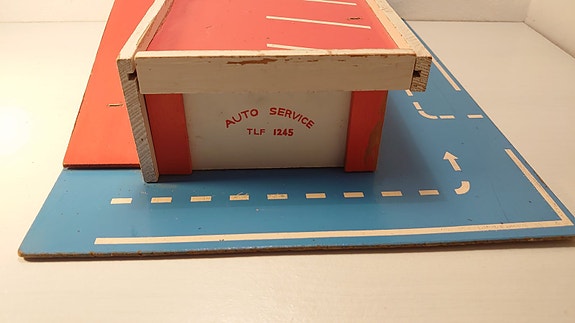 AUTO SERVICE
TLF 1245